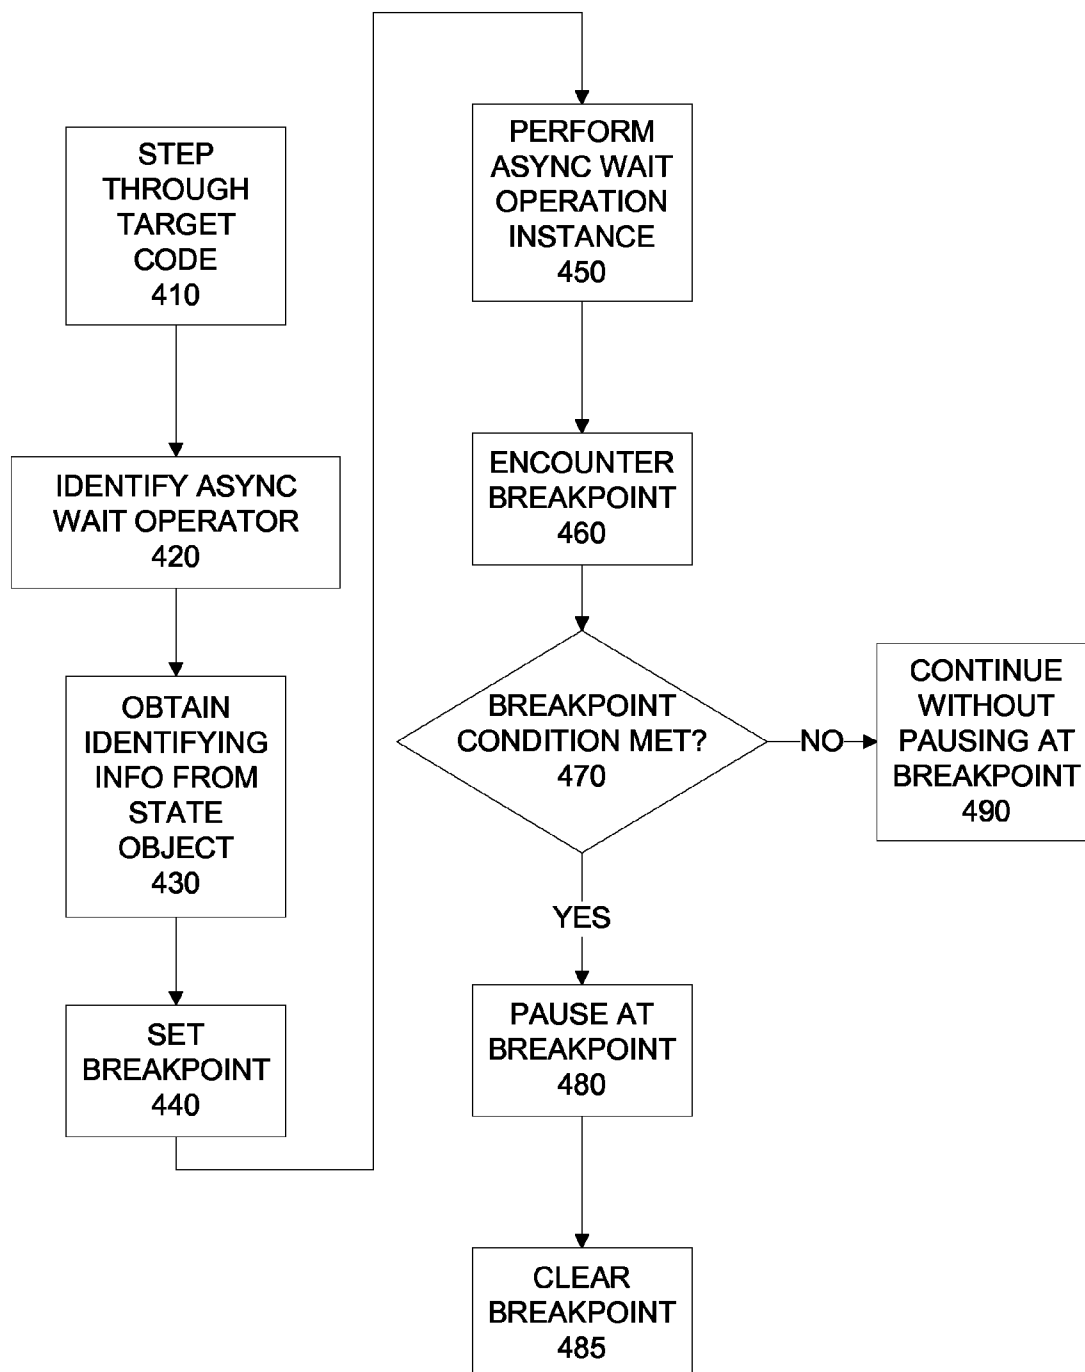 STEP
THROUGH
TARGET
CODE
410
IDENTIFY ASYNC
WAIT OPERATOR
420
OBTAIN
IDENTIFYING
INFO FROM
STATE
OBJECT
430
SET
BREAKPOINT
440
PERFORM
ASYNC WAIT
OPERATION
INSTANCE
450
ENCOUNTER
BREAKPOINT
460
BREAKPOINT
CONDITION MET?
470
NO
CONTINUE
WITHOUT
PAUSING AT
BREAKPOINT
490
YES
PAUSE AT
BREAKPOINT
480
CLEAR
BREAKPOINT
485